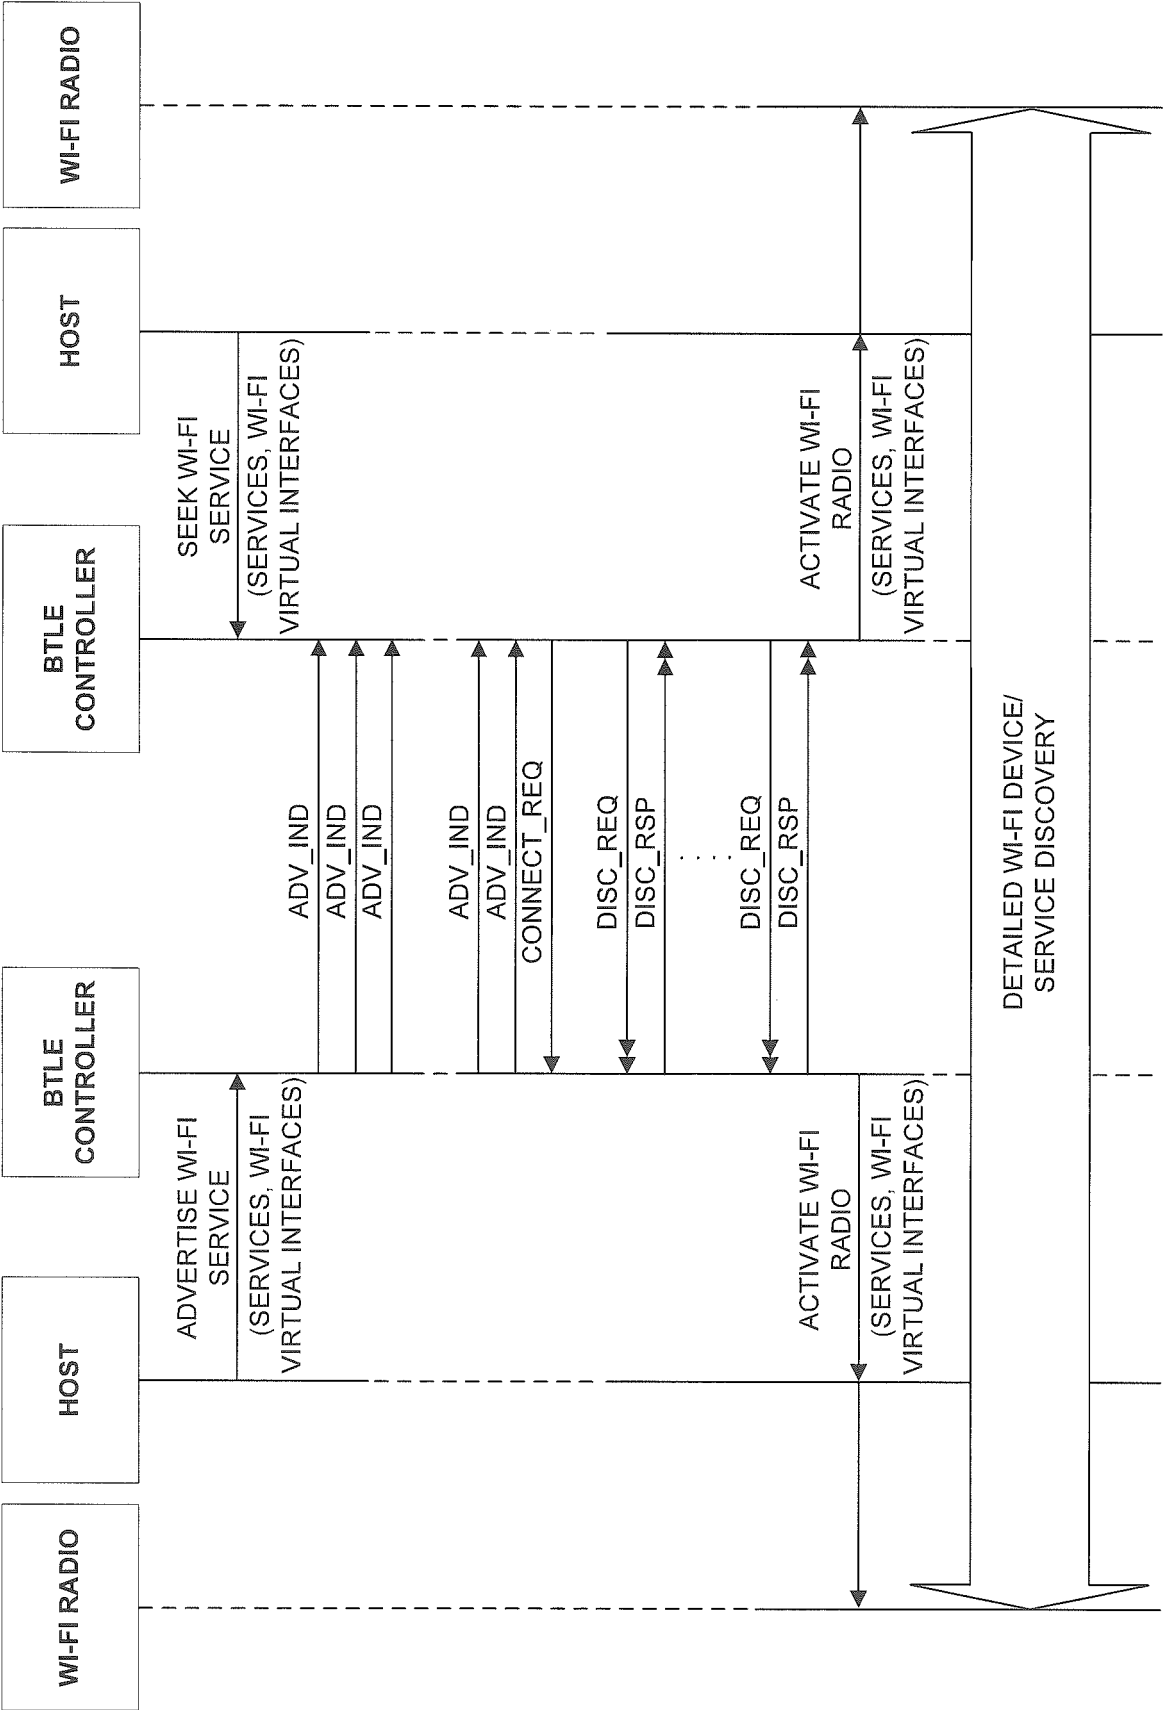 WI-FI RADIO
HOST
BTLE
CONTROLLER
BTLE
CONTROLLER
HOST
WI-FI RADIO
ADVERTISE WI-FI
SERVICE
(SERVICES, WI-FI
VIRTUAL INTERFACES)
SEEK WI-FI
SERVICE
(SERVICES, WI-FI
VIRTUAL INTERFACES)
ADV_IND
ADV_IND
ADV_IND
ADV_IND
ADV_IND
CONNECT_REQ
DISC_REQ
DISC_RSP
.....
DISC_REQ
DISC_RSP
ACTIVATE WI-FI
RADIO
(SERVICES, WI-FI
VIRTUAL INTERFACES)
ACTIVATE WI-FI
RADIO
(SERVICES, WI-FI
VIRTUAL INTERFACES)
DETAILED WI-FI DEVICE/
SERVICE DISCOVERY